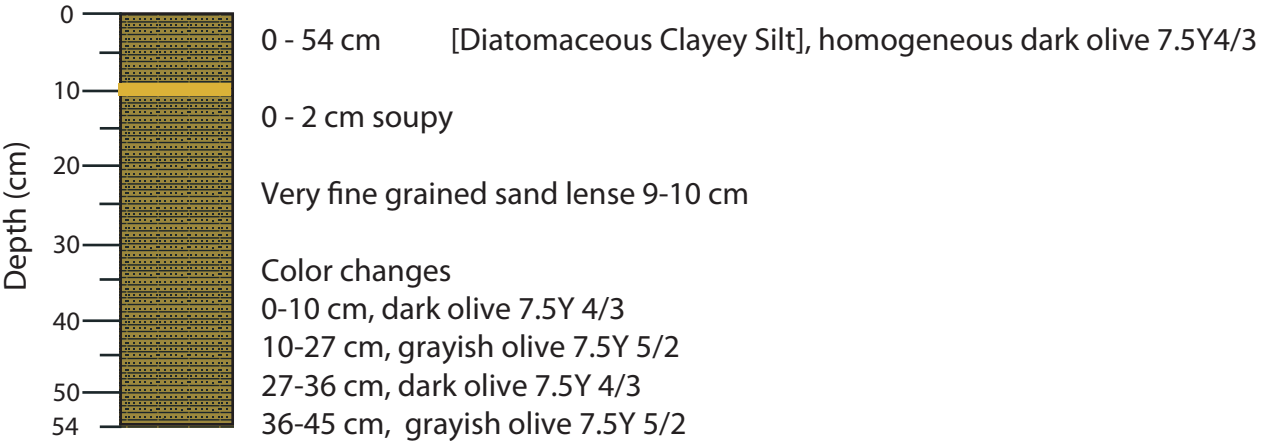 Depth (cm)
0
10
20
30
40
50
54
0 - 54 cm [Diatomaceous Clayey Silt], homogeneous dark olive 7.5Y4/3
0 - 2 cm soupy
Very fine grained sand lense 9-10 cm
Color changes
0-10 cm, dark olive 7.5Y 4/3
10-27 cm, grayish olive 7.5Y 5/2
27-36 cm, dark olive 7.5Y 4/3
36-45 cm, grayish olive 7.5Y 5/2